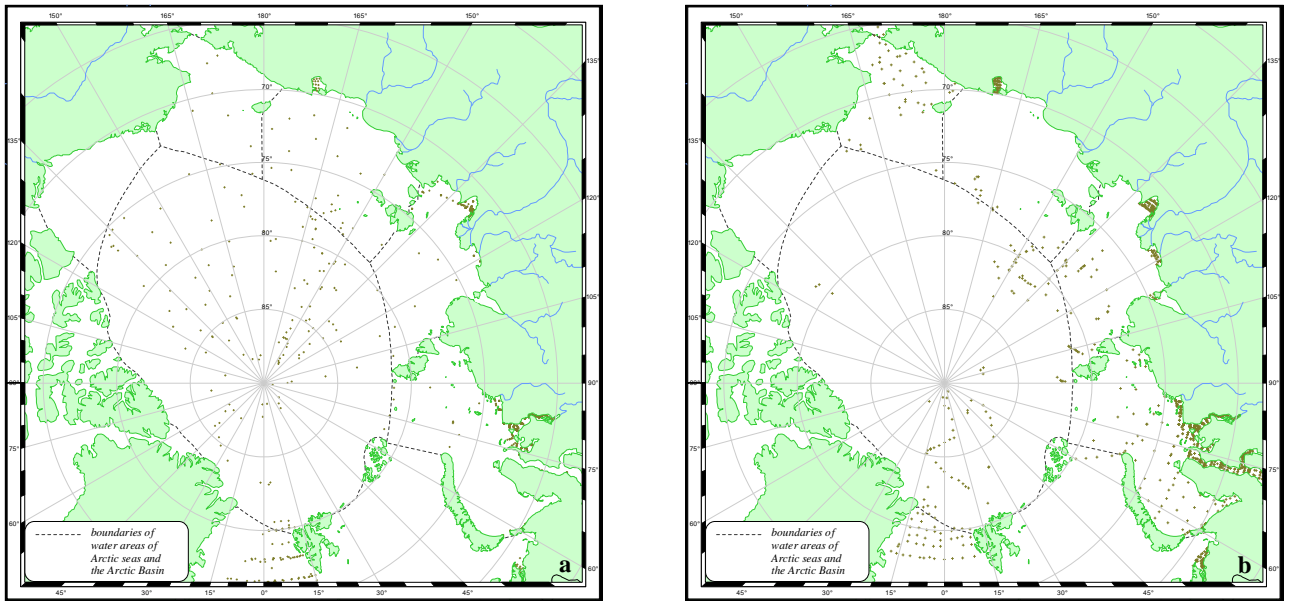 150° 165° 180° 165° 150°
135°
135°
120°
120°
105°
105°
90°
90°
75°
75°
60°
60°
45° 30° 15° 0° 15° 30° 45°
70°
75°
80°
85°
boundaries of
water areas of
Arctic seas and
the Arctic Basin
a
150° 165° 180° 165° 150°
135°
135°
120°
120°
105°
105°
90°
90°
75°
75°
60°
60°
45° 30° 15° 0° 15° 30° 45°
70°
75°
80°
85°
boundaries of
water areas of
Arctic seas and
the Arctic Basin
b